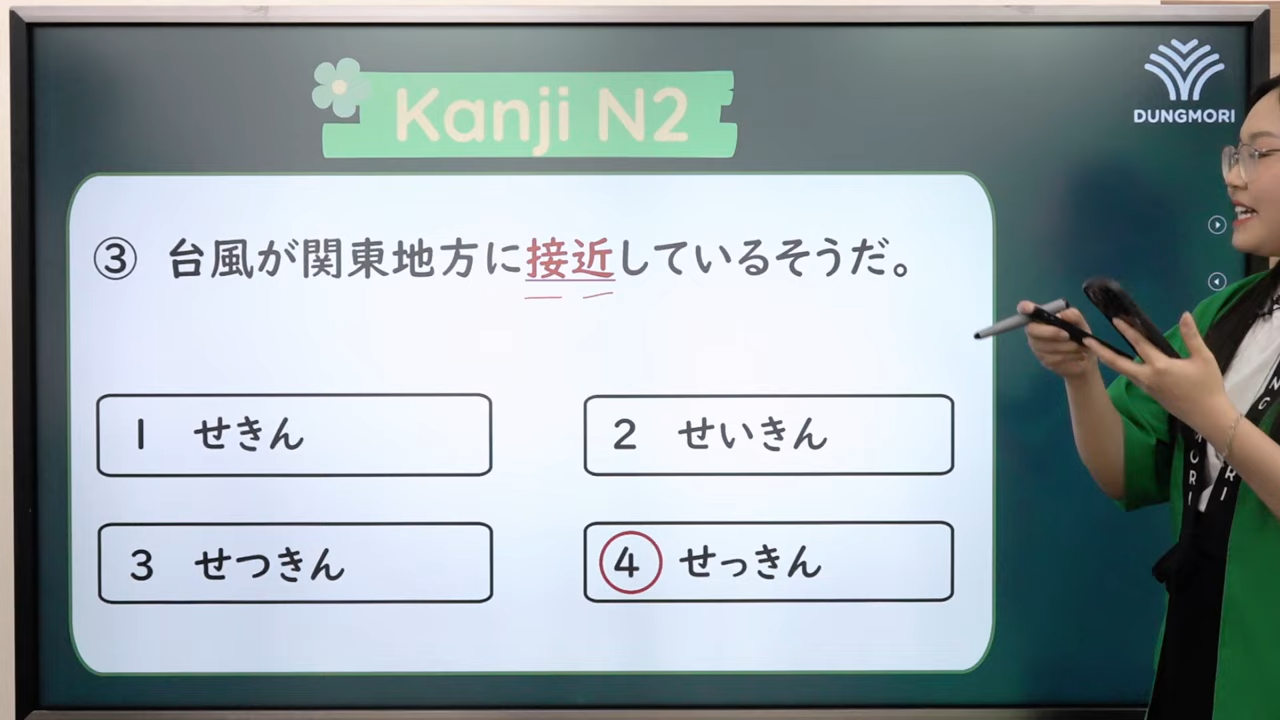 Kanji N2
DUNGMORI
③ 台風が関東地方に接近しているそうだ。
1 せきん
2 せいきん
3 せつきん
4 せっきん